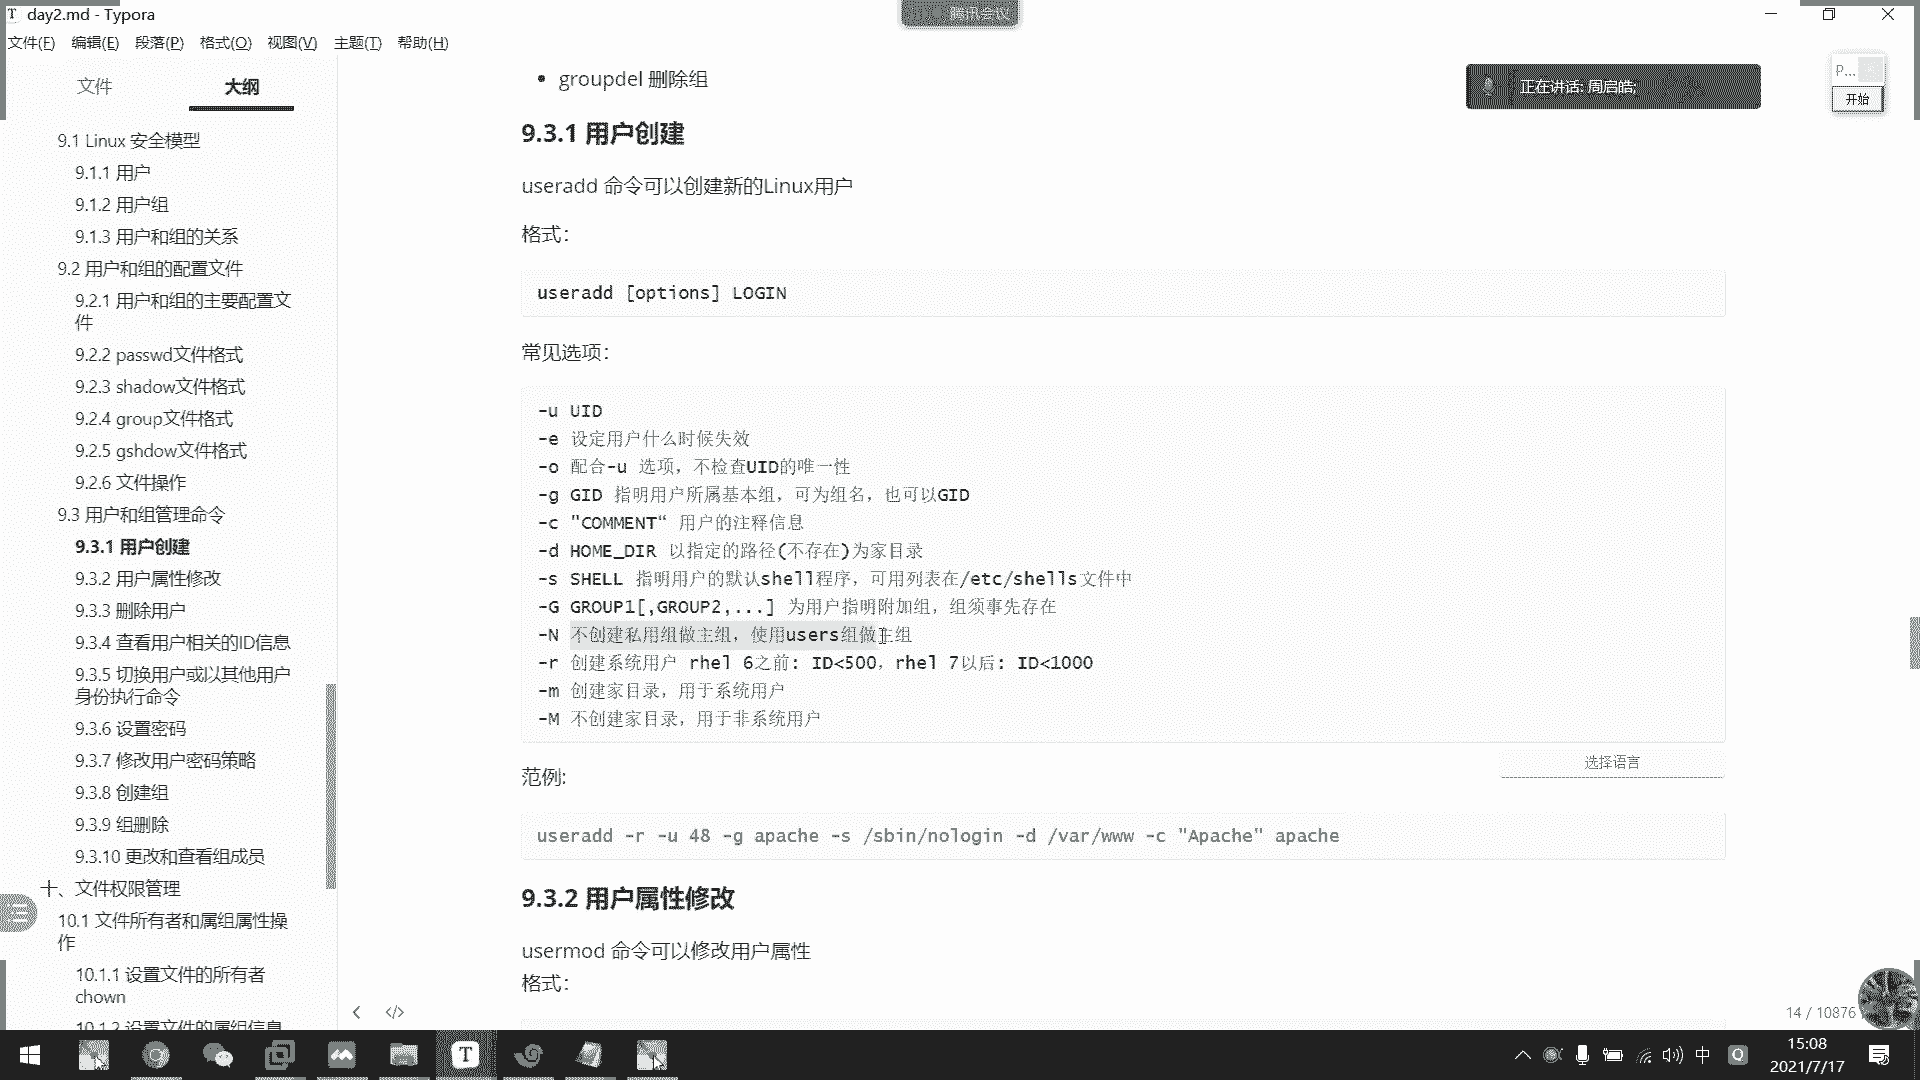 day2.md - Typora
腾讯会议
文件(F) 编辑(E) 段落(P) 格式(O) 视图(V) 主题(T) 帮助(H)
文件 大纲
9.1 Linux 安全模型
9.1.1 用户
9.1.2 用户组
9.1.3 用户和组的关系
9.2 用户和组的配置文件
9.2.1 用户和组的主要配置文
件
9.2.2 passwd文件格式
9.2.3 shadow文件格式
9.2.4 group文件格式
9.2.5 gshdow文件格式
9.2.6 文件操作
9.3 用户和组管理命令
9.3.1 用户创建
9.3.2 用户属性修改
9.3.3 删除用户
9.3.4 查看用户相关的ID信息
9.3.5 切换用户或以其他用户
身份执行命令
9.3.6 设置密码
9.3.7 修改用户密码策略
9.3.8 创建组
9.3.9 组删除
9.3.10 更改和查看组成员
十、文件权限管理
10.1 文件所有者和属组属性操
作
10.1.1 设置文件的所有者
chown
10.1.2 设置文件的属组信息
• groupdel 删除组
正在讲话: 周启皓;
P...
开始
9.3.1 用户创建
useradd 命令可以创建新的Linux用户
格式：
useradd [options] LOGIN
常见选项：
-u UID
-e 设定用户什么时候失效
-o 配合-u 选项，不检查UID的唯一性
-g GID 指明用户所属基本组，可为组名，也可以GID
-c "COMMENT“ 用户的注释信息
-d HOME_DIR 以指定的路径(不存在)为家目录
-s SHELL 指明用户的默认shell程序，可用列表在/etc/shells文件中
-G GROUP1[,GROUP2,...] 为用户指明附加组，组须事先存在
-N 不创建私用组做主组，使用users组做主组
-r 创建系统用户 rhel 6之前: ID<500，rhel 7以后: ID<1000
-m 创建家目录，用于系统用户
-M 不创建家目录，用于非系统用户
选择语言
范例:
useradd -r -u 48 -g apache -s /sbin/nologin -d /var/www -c "Apache" apache
9.3.2 用户属性修改
usermod 命令可以修改用户属性
格式：
14 / 10876
T
中
Q
15:08
2021/7/17